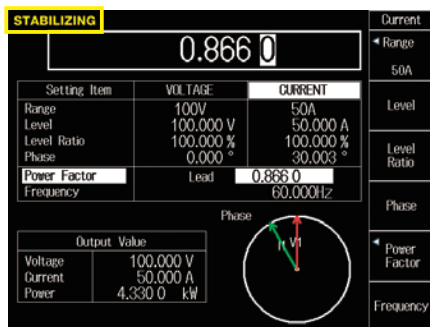 STABILIZING
0.866 0
Setting Item VOLTAGE CURRENT
Range 100V 50A
Level 100.000 V 50.000 A
Level Ratio 100.000 % 100.000 %
Phase 0.000 ° 30.003 °
Power Factor Lead 0.866 0
Frequency 60.000Hz
Phase
I1 V1
Output Value
Voltage 100.000 V
Current 50.000 A
Power 4.330 0 kW
Current
Range
50A
Level
Level
Ratio
Phase
Power
Factor
Frequency